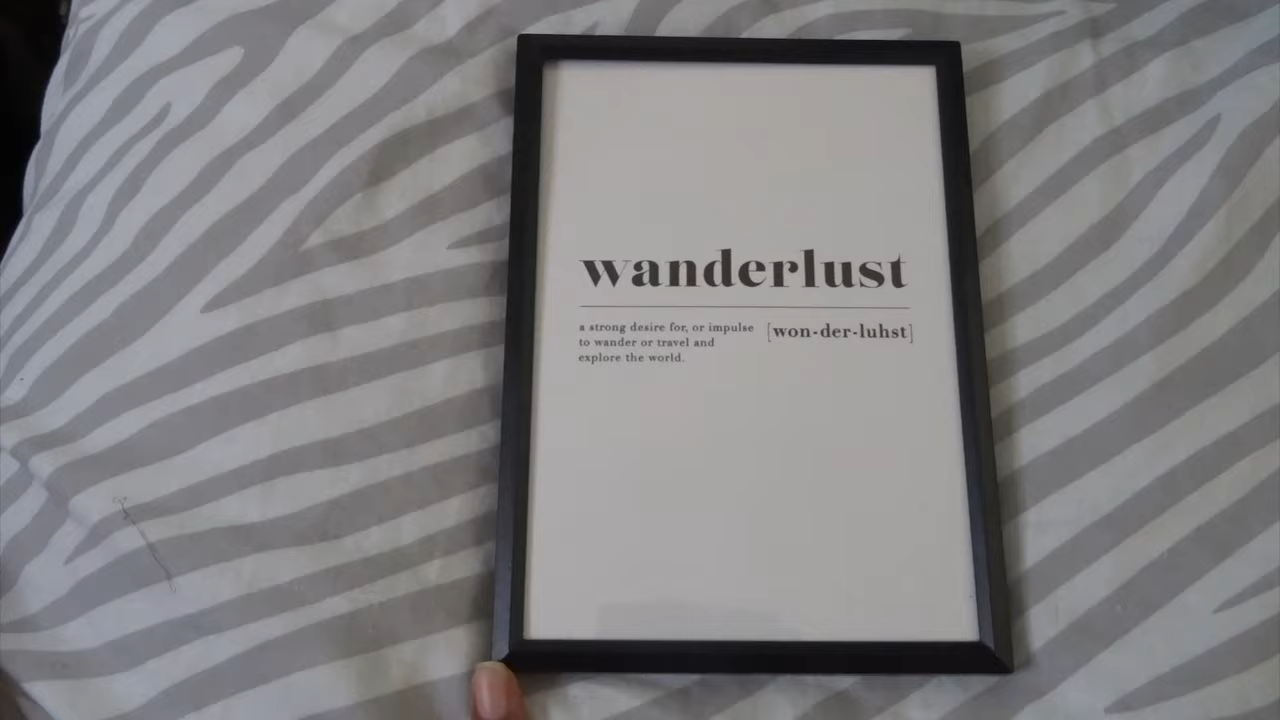 wanderlust
a strong desire for, or impulse [won-der-luhst]
to wander or travel and
explore the world.